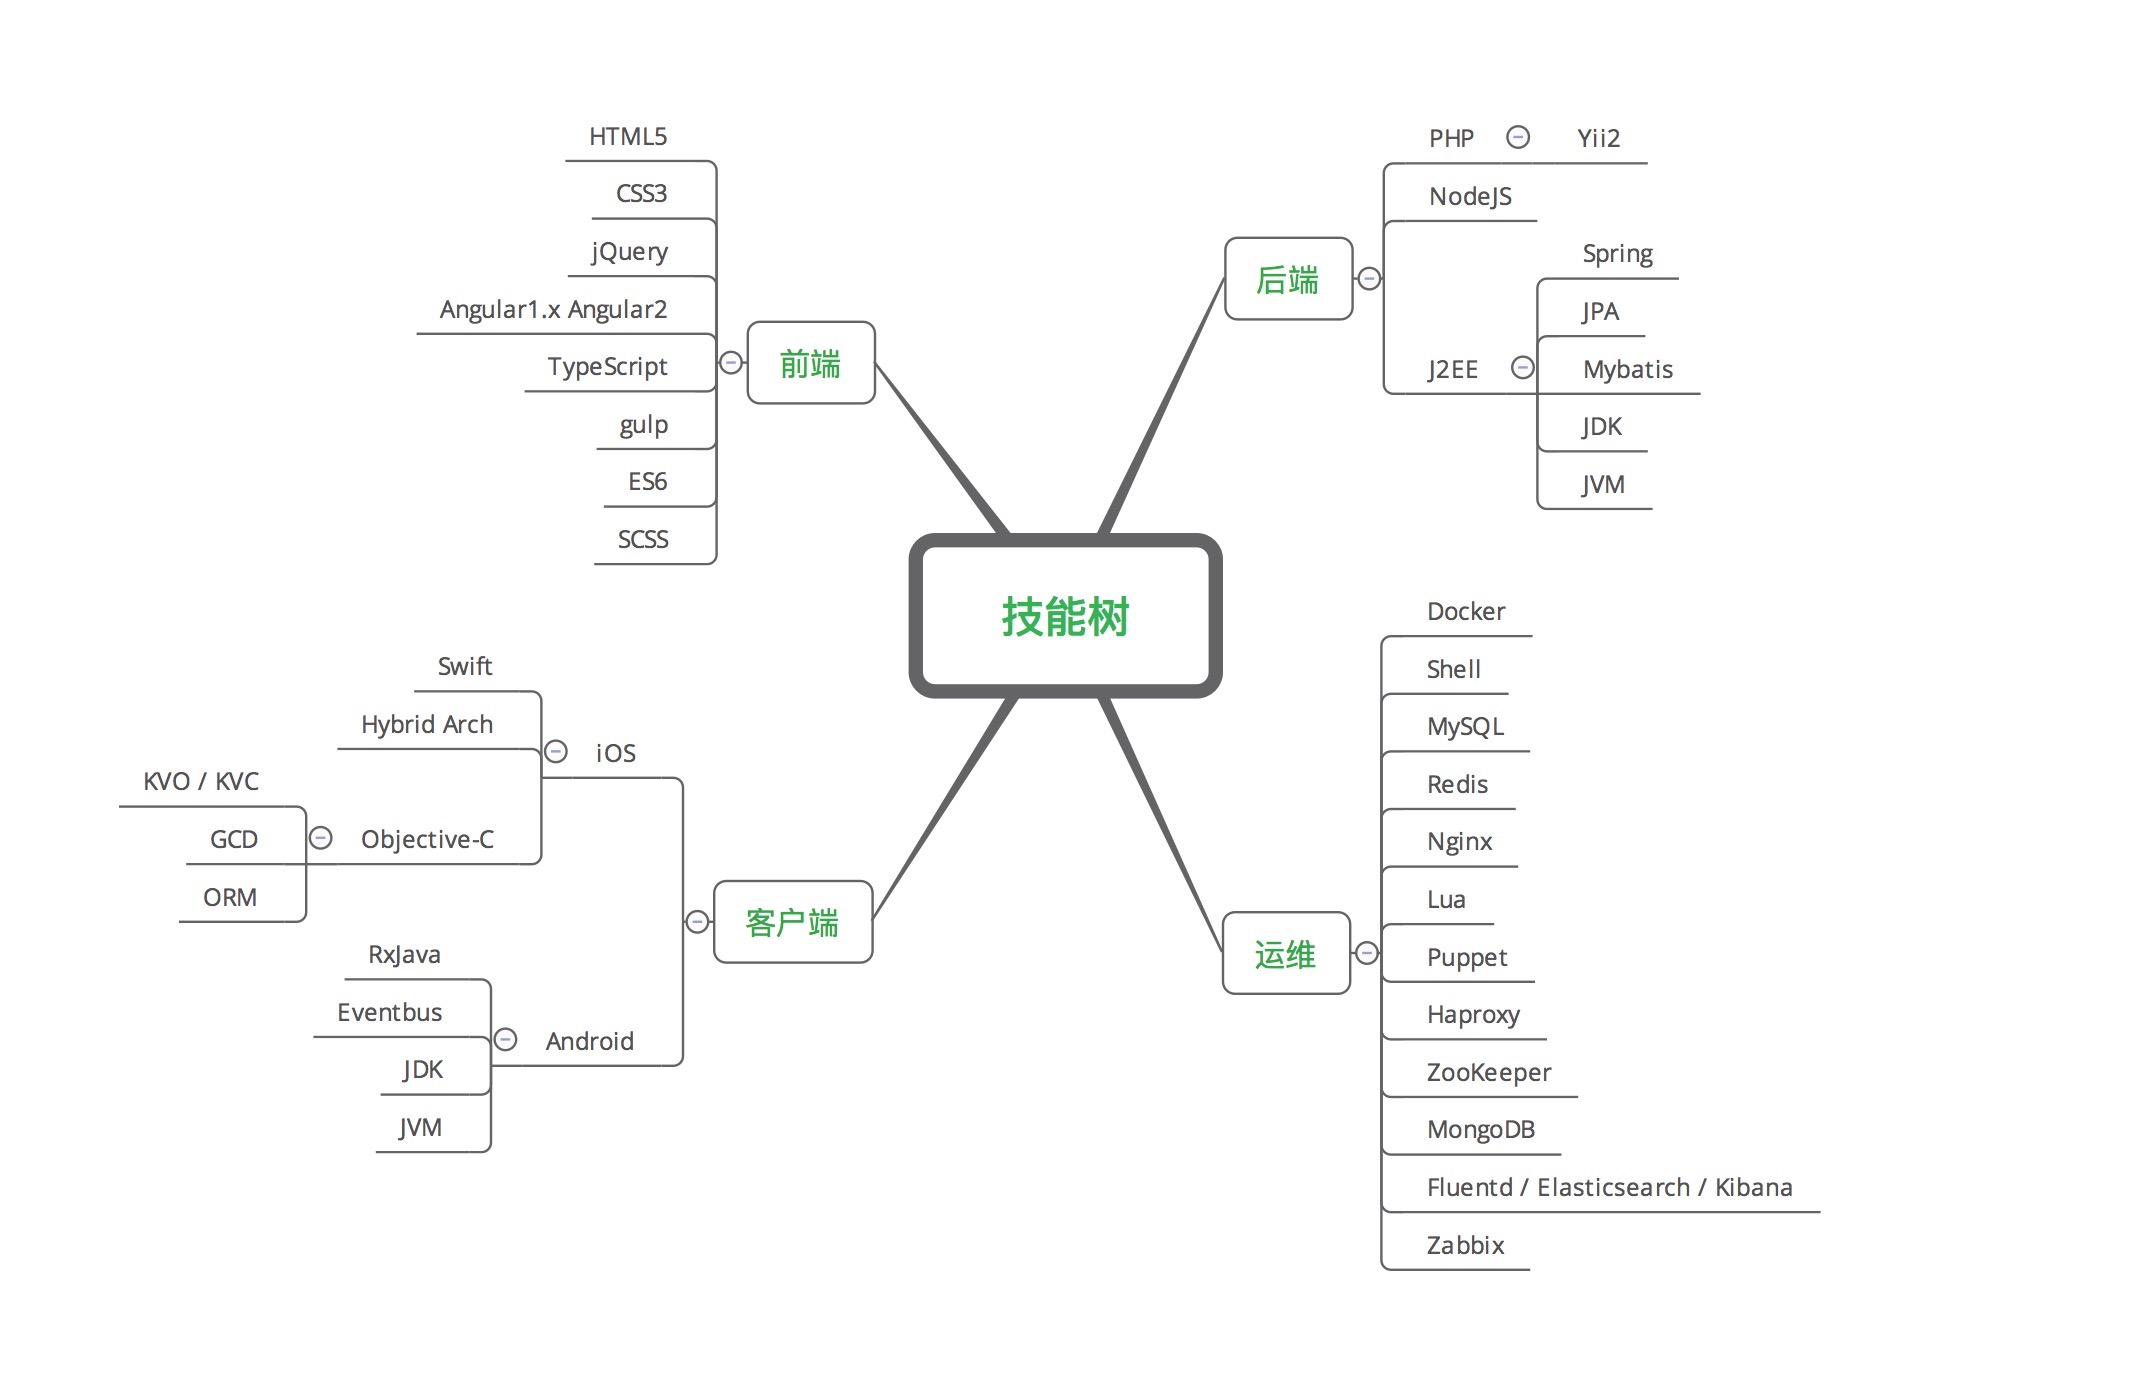 技能树
前端
HTML5
CSS3
jQuery
Angular1.x Angular2
TypeScript
gulp
ES6
SCSS
后端
PHP
Yii2
NodeJS
J2EE
Spring
JPA
Mybatis
JDK
JVM
客户端
iOS
Swift
Hybrid Arch
Objective-C
KVO / KVC
GCD
ORM
Android
RxJava
Eventbus
JDK
JVM
运维
Docker
Shell
MySQL
Redis
Nginx
Lua
Puppet
Haproxy
ZooKeeper
MongoDB
Fluentd / Elasticsearch / Kibana
Zabbix